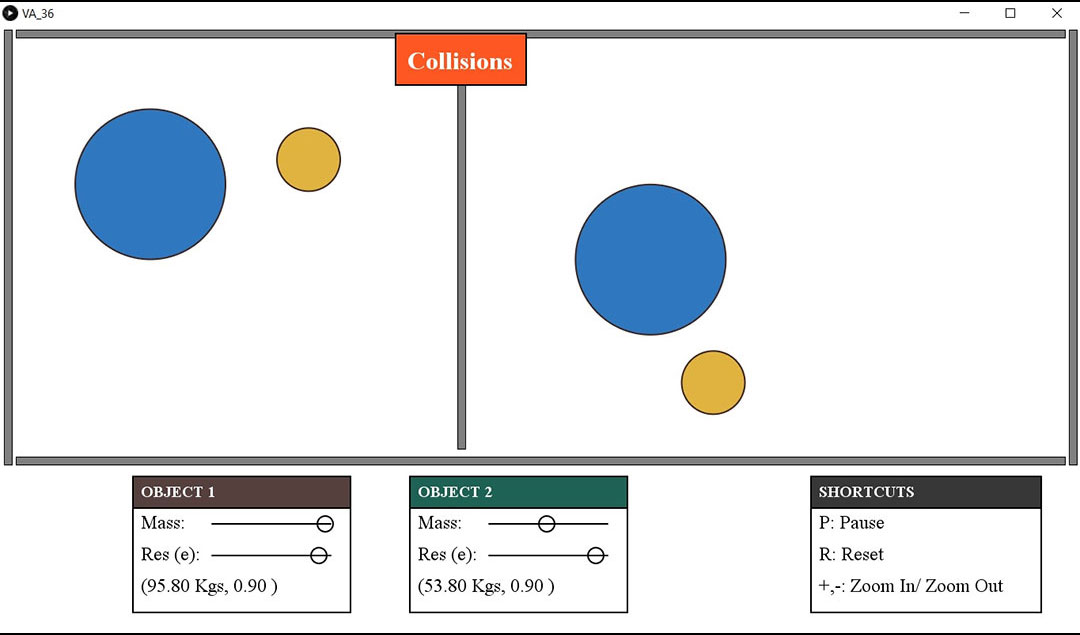 VA_36
Collisions
OBJECT 1
Mass:
Res (e):
(95.80 Kgs, 0.90 )
OBJECT 2
Mass:
Res (e):
(53.80 Kgs, 0.90 )
SHORTCUTS
P: Pause
R: Reset
+,-: Zoom In/ Zoom Out